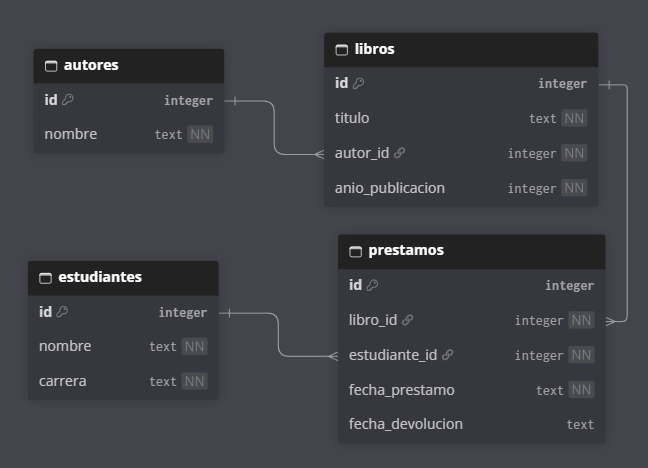 autores
id integer
nombre text NN
libros
id integer
titulo text NN
autor_id integer NN
anio_publicacion integer NN
estudiantes
id integer
nombre text NN
carrera text NN
prestamos
id integer
libro_id integer NN
estudiante_id integer NN
fecha_prestamo text NN
fecha_devolucion text